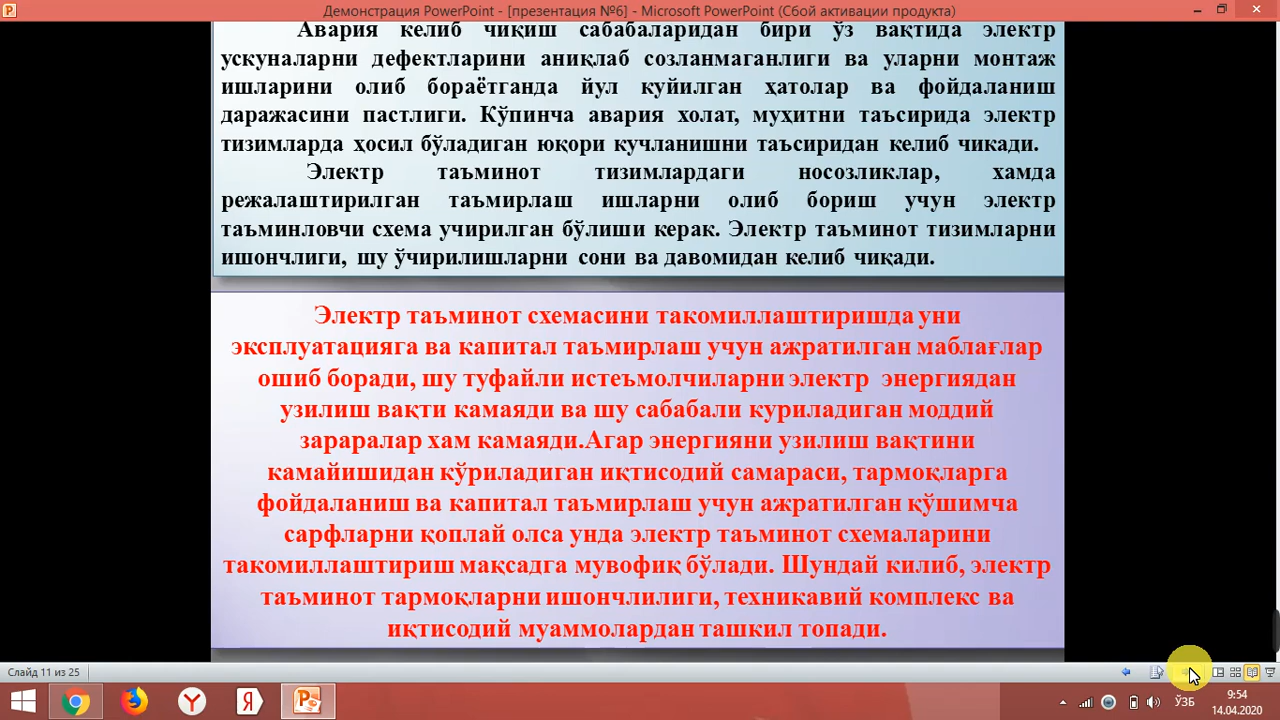 Демонстрация PowerPoint - [презентация №6] - Microsoft PowerPoint (Сбой активации продукта)
Авария келиб чиқиш сабабаларидан бири ўз вақтида электр
ускуналарни дефектларини аниқлаб созланмаганлиги ва уларни монтаж
ишларини олиб бораётганда йул куйилган ҳатолар ва фойдаланиш
даражасини пастлиги. Кўпинча авария холат, муҳитни таъсирида электр
тизимларда ҳосил бўладиган юқори кучланишни таъсиридан келиб чикади.
Электр таъминот тизимлардаги носозликлар, хамда
режалаштирилган таъмирлаш ишларни олиб бориш учун электр
таъминловчи схема учирилган бўлиши керак. Электр таъминот тизимларни
ишончлиги, шу ўчирилишларни сони ва давомидан келиб чиқади.
Электр таъминот схемасини такомиллаштиришда уни
эксплуатацияга ва капитал таъмирлаш учун ажратилган маблағлар
ошиб боради, шу туфайли истеъмолчиларни электр энергиядан
узилиш вақти камаяди ва шу сабабали куриладиган моддий
зараралар хам камаяди.Агар энергияни узилиш вақтини
камайишидан кўриладиган иқтисодий самараси, тармоқларга
фойдаланиш ва капитал таъмирлаш учун ажратилган қўшимча
сарфларни қоплай олса унда электр таъминот схемаларини
такомиллаштириш мақсадга мувофиқ бўлади. Шундай килиб, электр
таъминот тармоқларни ишончлилиги, техникавий комплекс ва
иқтисодий муаммолардан ташкил топади.
Слайд 11 из 25
ЎЗБ
9:54
14.04.2020